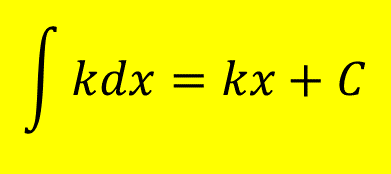 ∫ kdx = kx + C